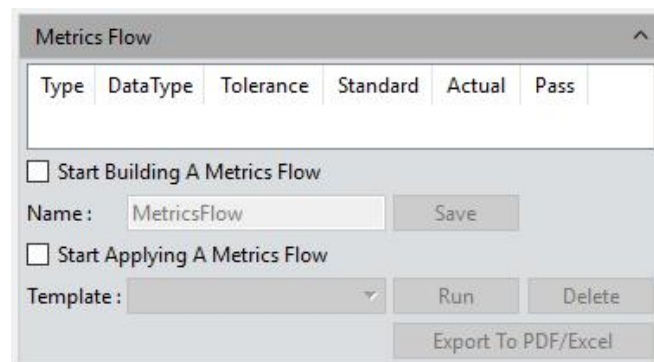 Metrics Flow
Type DataType Tolerance Standard Actual Pass
Start Building A Metrics Flow
Name : MetricsFlow Save
Start Applying A Metrics Flow
Template : Run Delete
Export To PDF/Excel